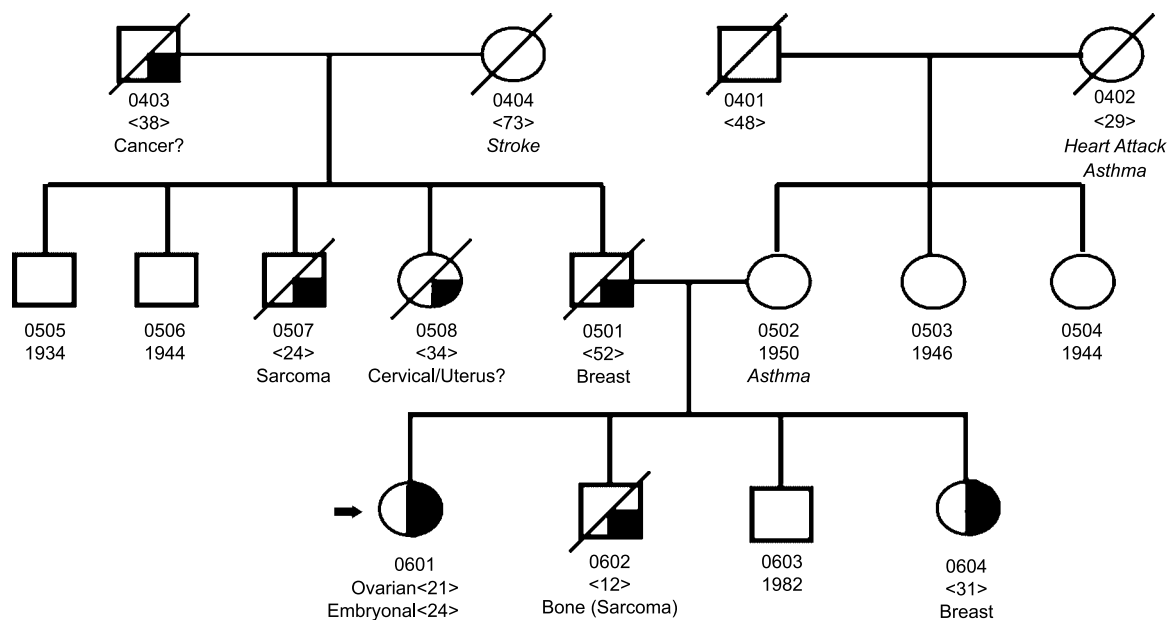 0403
<38>
Cancer?
0404
<73>
Stroke
0401
<48>
0402
<29>
Heart Attack
Asthma
0505
1934
0506
1944
0507
<24>
Sarcoma
0508
<34>
Cervical/Uterus?
0501
<52>
Breast
0502
1950
Asthma
0503
1946
0504
1944
0601
Ovarian<21>
Embryonal<24>
0602
<12>
Bone (Sarcoma)
0603
1982
0604
<31>
Breast